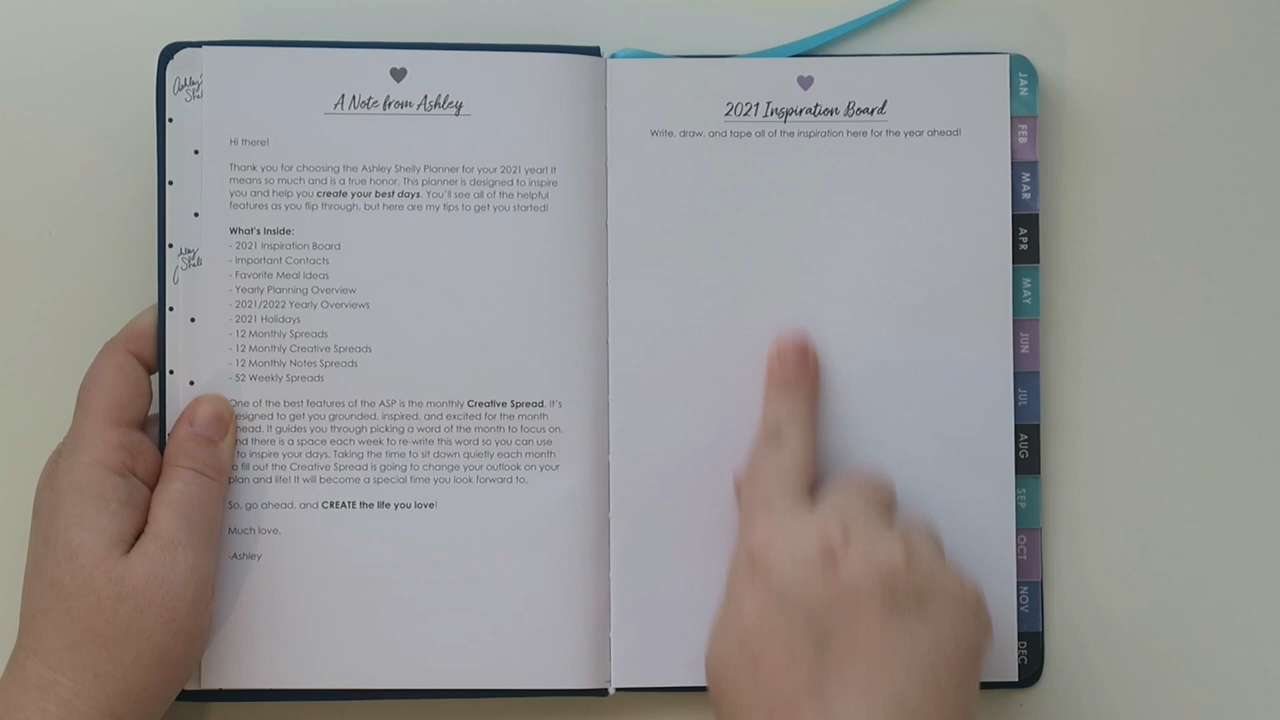 A Note from Ashley
Hi there!
Thank you for choosing the Ashley Shelly Planner for your 2021 year! It
means so much and is a true honor. This planner is designed to inspire
you and help you create your best days. You'll see all of the helpful
features as you flip through, but here are my tips to get you started!
What's Inside:
- 2021 Inspiration Board
- Important Contacts
- Favorite Meal Ideas
- Yearly Planning Overview
- 2021/2022 Yearly Overviews
- 2021 Holidays
- 12 Monthly Spreads
- 12 Monthly Creative Spreads
- 12 Monthly Notes Spreads
- 52 Weekly Spreads
One of the best features of the ASP is the monthly Creative Spread. It's
esigned to get you grounded, inspired, and excited for the month
head. It guides you through picking a word of the month to focus on,
nd there is a space each week to re-write this word so you can use
to inspire your days. Taking the time to sit down quietly each month
o fill out the Creative Spread is going to change your outlook on your
plan and life! It will become a special time you look forward to.
So, go ahead, and CREATE the life you love!
Much love,
-Ashley
2021 Inspiration Board
Write, draw, and tape all of the inspiration here for the year ahead!
JAN
FEB
MAR
APR
MAY
JUN
JUL
AUG
SEP
OCT
NOV
DEC